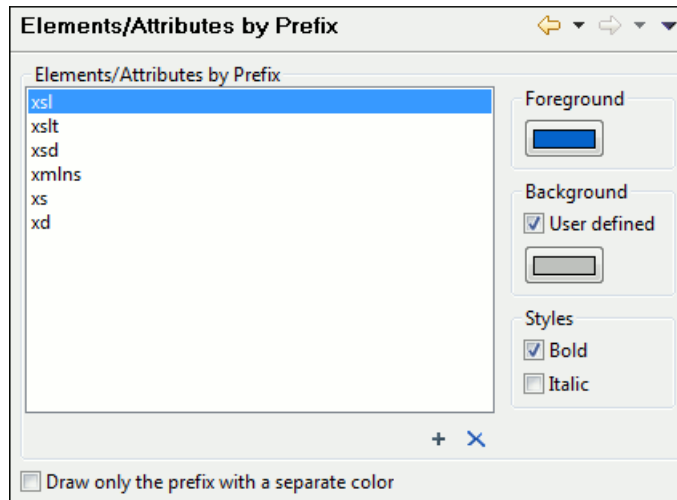 Elements/Attributes by Prefix
Elements/Attributes by Prefix
xsl
xslt
xsd
xmlns
xs
xd
Foreground
Background
User defined
Styles
Bold
Italic
Draw only the prefix with a separate color